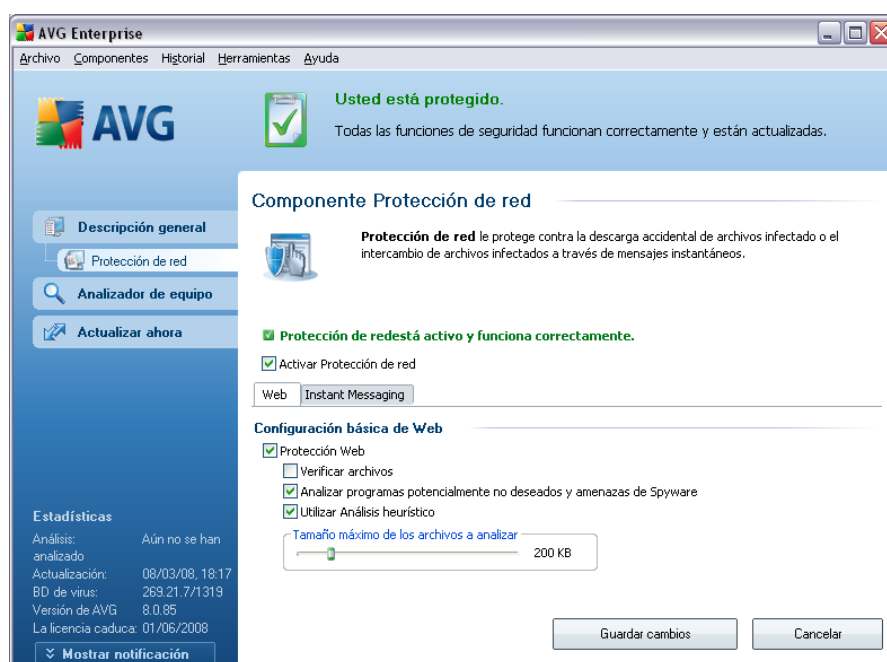 AVG Enterprise
Archivo Componentes Historial Herramientas Ayuda
AVG
Usted está protegido.
Todas las funciones de seguridad funcionan correctamente y están actualizadas.
Descripción general
Protección de red
Analizador de equipo
Actualizar ahora
Componente Protección de red
Protección de red le protege contra la descarga accidental de archivos infectado o el
intercambio de archivos infectados a través de mensajes instantáneos.
Protección de redestá activo y funciona correctamente.
Activar Protección de red
Web Instant Messaging
Configuración básica de Web
Protección Web
Verificar archivos
Analizar programas potencialmente no deseados y amenazas de Spyware
Utilizar Análisis heurístico
Tamaño máximo de los archivos a analizar
200 KB
Guardar cambios Cancelar
Estadísticas
Análisis: Aún no se han
analizado
Actualización: 08/03/08, 18:17
BD de virus: 269.21.7/1319
Versión de AVG 8.0.85
La licencia caduca: 01/06/2008
Mostrar notificación